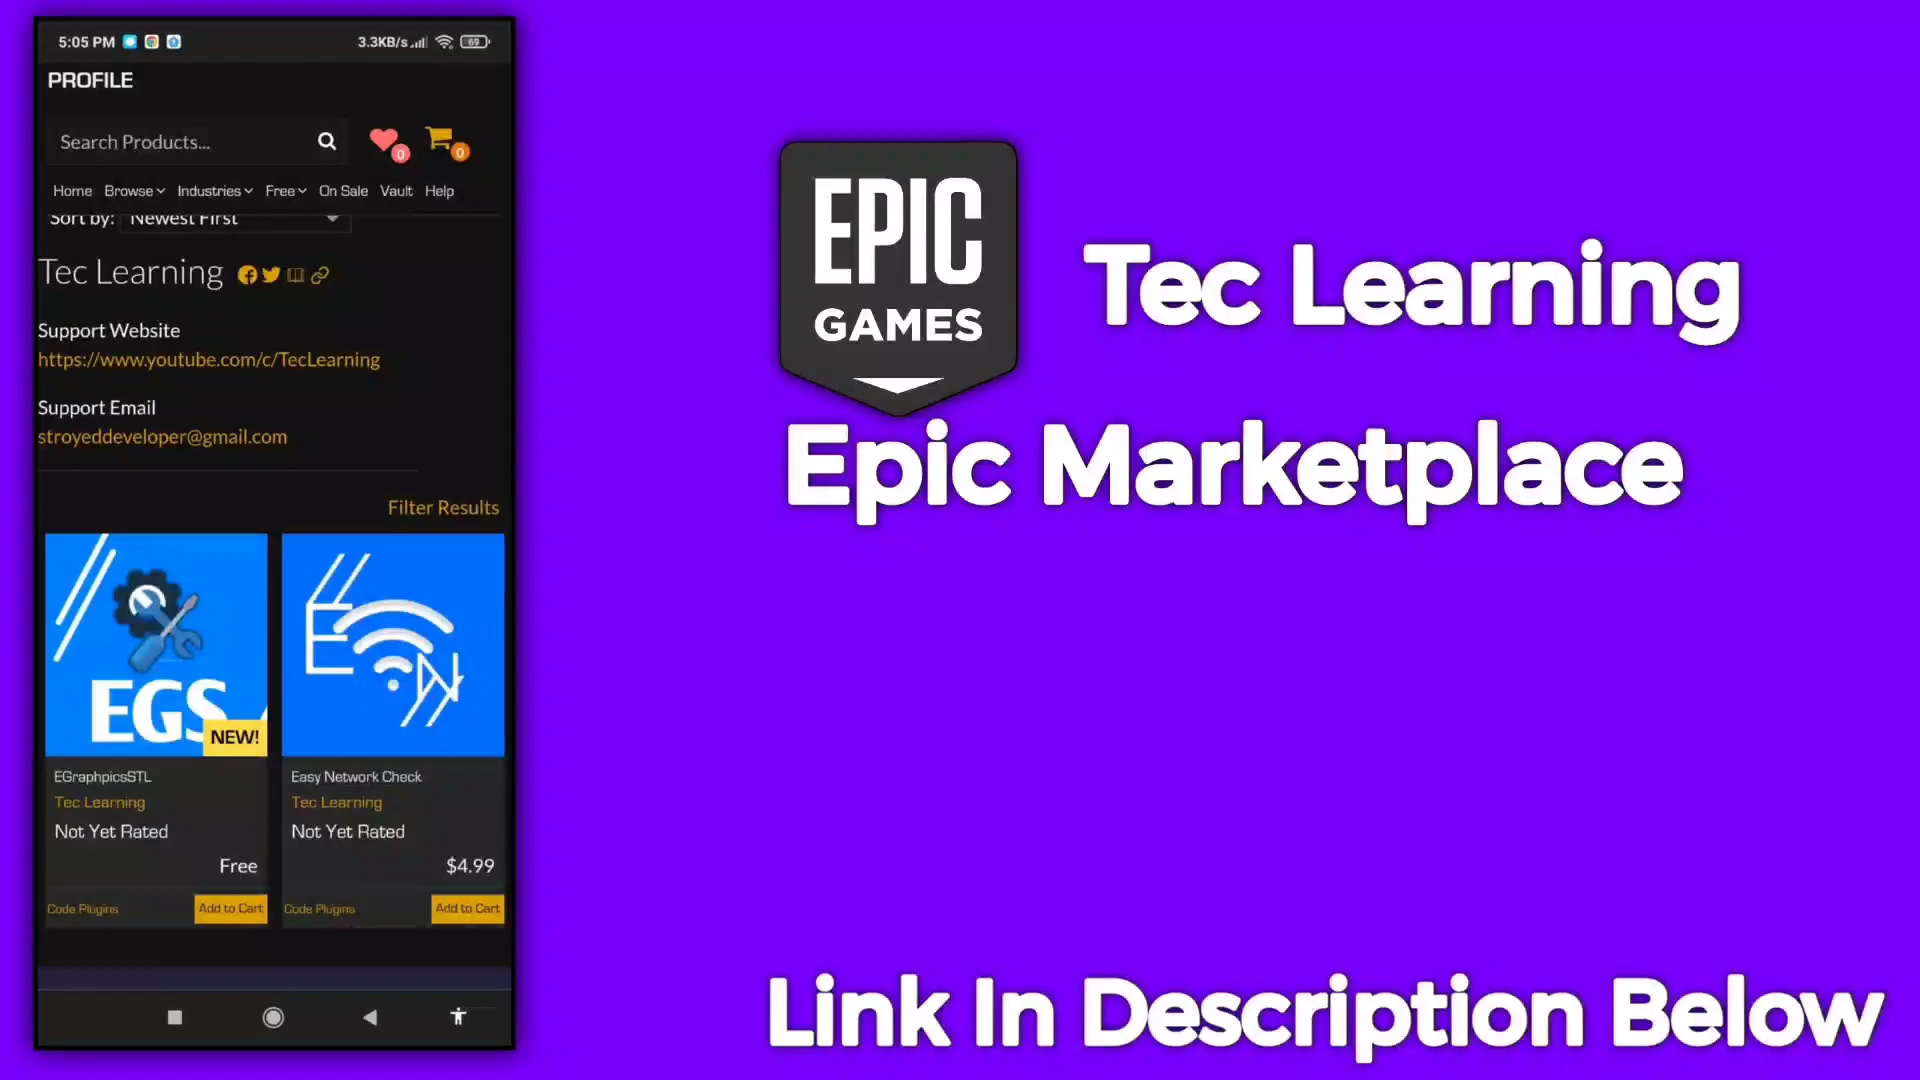 5:05 PM 3.3KB/s 69
PROFILE
Search Products... 0 0
Home Browse Industries Free On Sale Vault Help
Sort by: Newest First
Tec Learning
Support Website
https://www.youtube.com/c/TecLearning
Support Email
stroyeddeveloper@gmail.com
Filter Results
EGS
NEW!
E N
EGraphpicsSTL
Tec Learning
Not Yet Rated
Free
Code Plugins Add to Cart
Easy Network Check
Tec Learning
Not Yet Rated
$4.99
Code Plugins Add to Cart
EPIC
GAMES
Tec Learning
Epic Marketplace
Link In Description Below